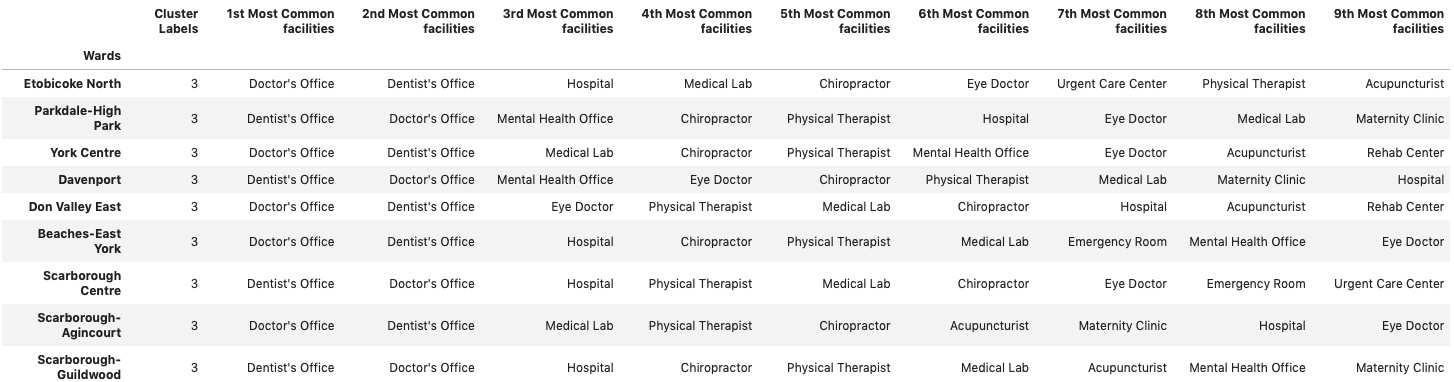 Cluster Labels 1st Most Common facilities 2nd Most Common facilities 3rd Most Common facilities 4th Most Common facilities 5th Most Common facilities 6th Most Common facilities 7th Most Common facilities 8th Most Common facilities 9th Most Common facilities
Wards
Etobicoke North 3 Doctor's Office Dentist's Office Hospital Medical Lab Chiropractor Eye Doctor Urgent Care Center Physical Therapist Acupuncturist
Parkdale-High Park 3 Dentist's Office Doctor's Office Mental Health Office Chiropractor Physical Therapist Hospital Eye Doctor Medical Lab Maternity Clinic
York Centre 3 Doctor's Office Dentist's Office Medical Lab Chiropractor Physical Therapist Mental Health Office Eye Doctor Acupuncturist Rehab Center
Davenport 3 Dentist's Office Doctor's Office Mental Health Office Eye Doctor Chiropractor Physical Therapist Medical Lab Maternity Clinic Hospital
Don Valley East 3 Doctor's Office Dentist's Office Eye Doctor Physical Therapist Medical Lab Chiropractor Hospital Acupuncturist Rehab Center
Beaches-East York 3 Doctor's Office Dentist's Office Hospital Chiropractor Physical Therapist Medical Lab Emergency Room Mental Health Office Eye Doctor
Scarborough Centre 3 Dentist's Office Doctor's Office Hospital Physical Therapist Medical Lab Chiropractor Eye Doctor Emergency Room Urgent Care Center
Scarborough-Agincourt 3 Doctor's Office Dentist's Office Medical Lab Physical Therapist Chiropractor Acupuncturist Maternity Clinic Hospital Eye Doctor
Scarborough-Guildwood 3 Dentist's Office Doctor's Office Hospital Chiropractor Physical Therapist Medical Lab Acupuncturist Mental Health Office Maternity Clinic